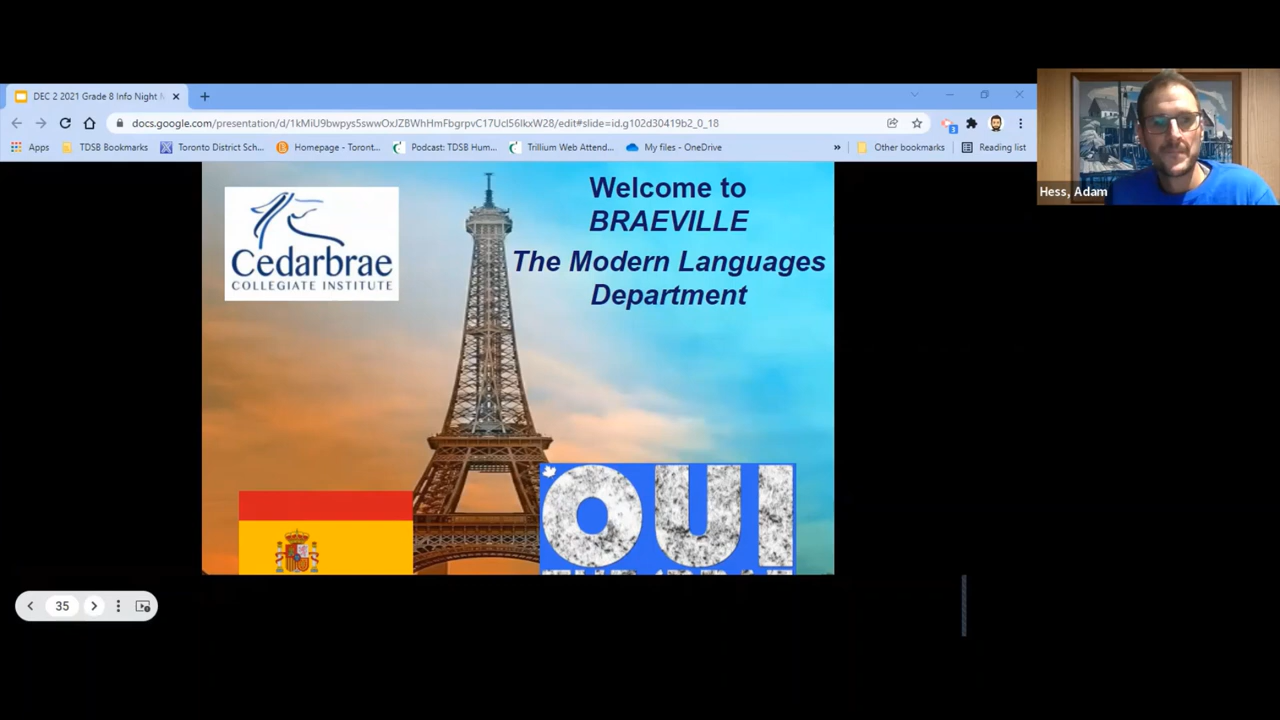 DEC 2 2021 Grade 8 Info Night
docs.google.com/presentation/d/1kMiU9bwpys5swwOxJZBWhHmFbgrpvC17UcI56IkxW28/edit#slide=id.g102d30419b2_0_18
Apps
TDSB Bookmarks
Toronto District Sch...
Homepage - Toront...
Podcast: TDSB Hum...
Trillium Web Attend...
My files - OneDrive
»
Other bookmarks
Reading list
3
Hess, Adam
Cedarbrae
COLLEGIATE INSTITUTE
Welcome to
BRAEVILLE
The Modern Languages
Department
OUI
35